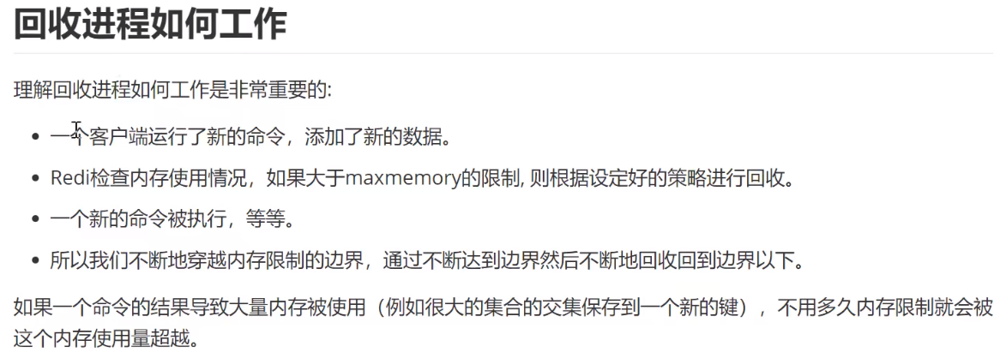 回收进程如何工作
理解回收进程如何工作是非常重要的:
• 一个客户端运行了新的命令，添加了新的数据。
• Redi检查内存使用情况，如果大于maxmemory的限制, 则根据设定好的策略进行回收。
• 一个新的命令被执行，等等。
• 所以我们不断地穿越内存限制的边界，通过不断达到边界然后不断地回收回到边界以下。
如果一个命令的结果导致大量内存被使用（例如很大的集合的交集保存到一个新的键），不用多久内存限制就会被
这个内存使用量超越。